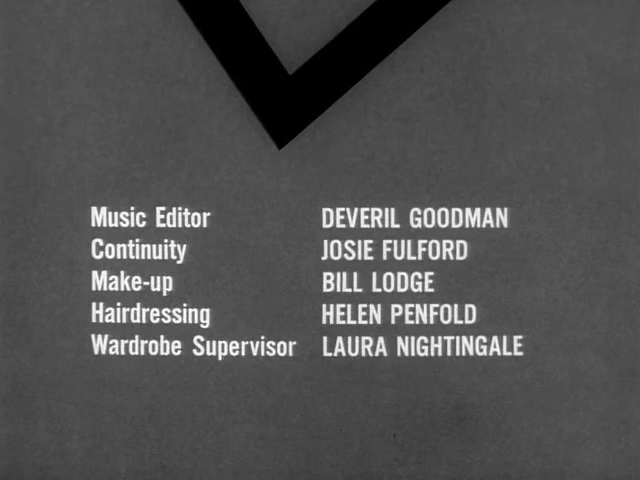 Music Editor DEVERIL GOODMAN
Continuity JOSIE FULFORD
Make-up BILL LODGE
Hairdressing HELEN PENFOLD
Wardrobe Supervisor LAURA NIGHTINGALE